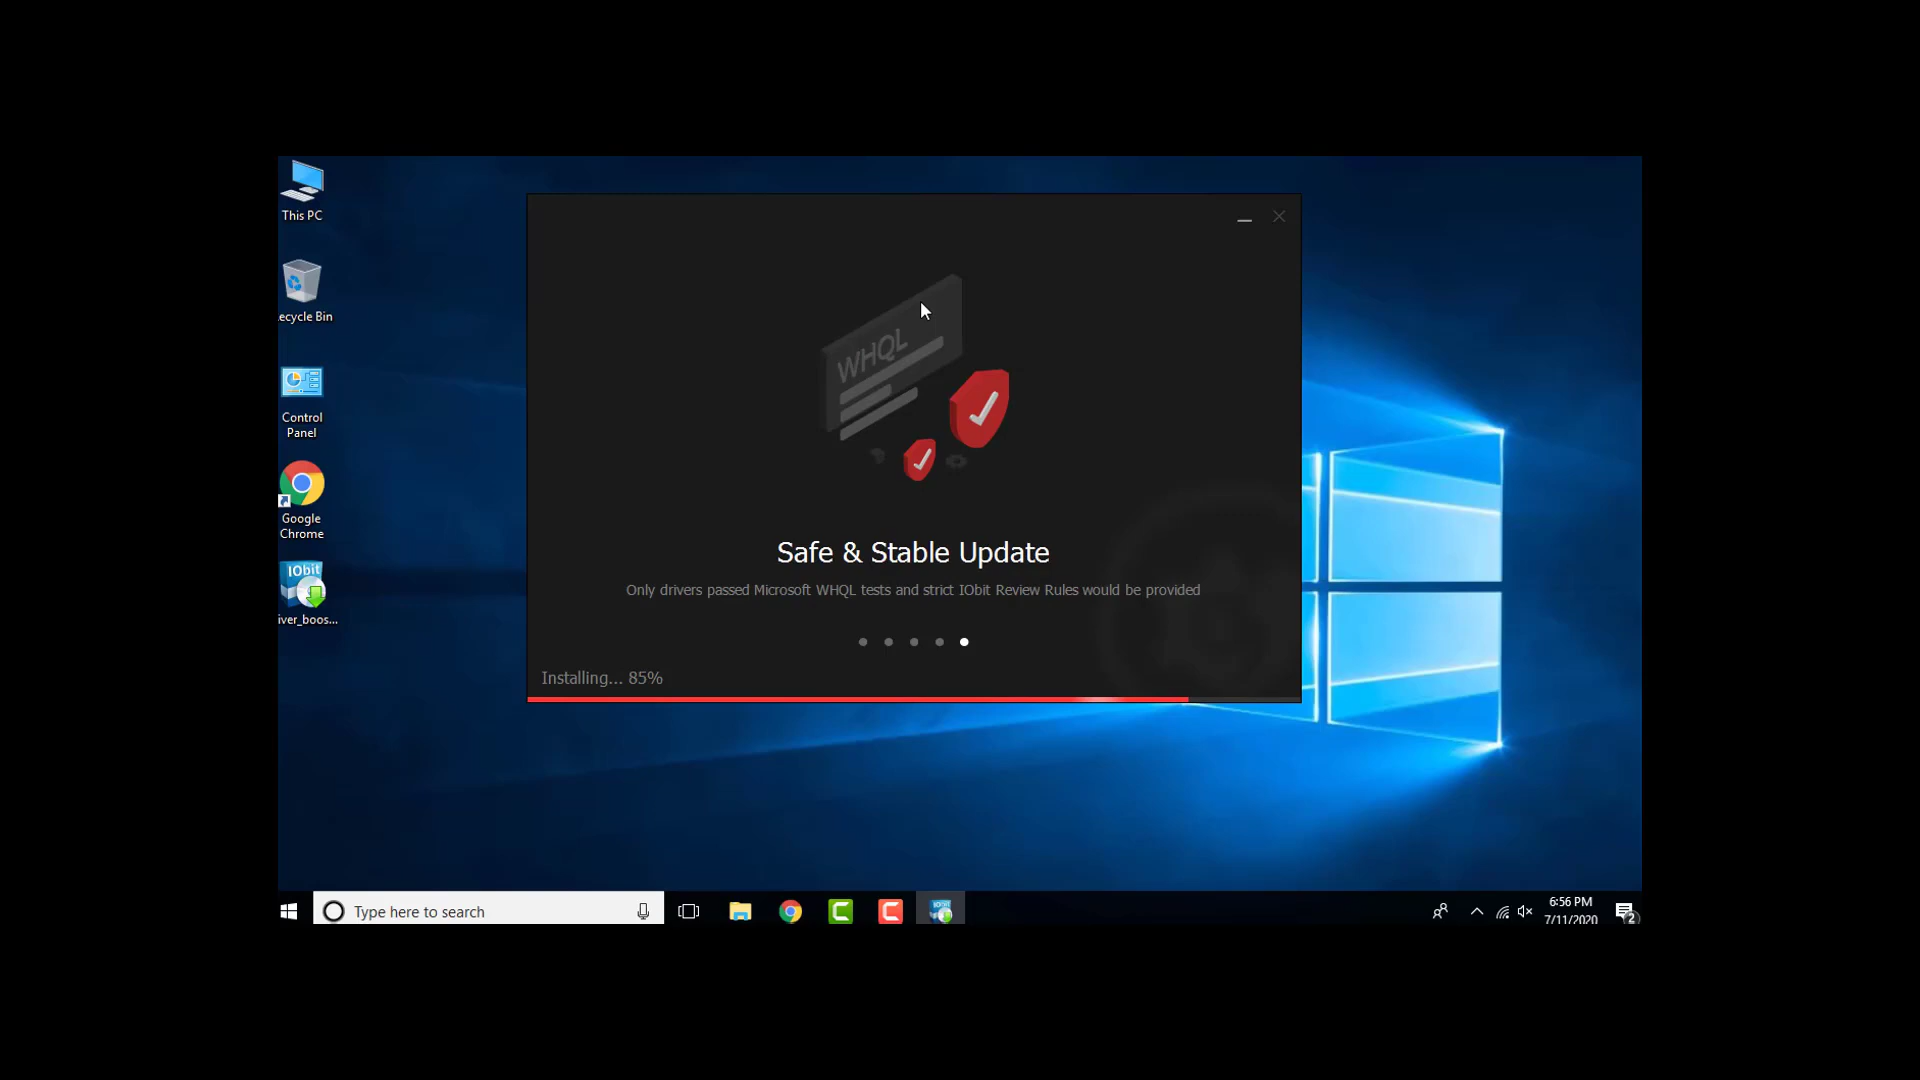 This PC
ecycle Bin
Control
Panel
Google
Chrome
IObit
iver_boos...
WHQL
Safe & Stable Update
Only drivers passed Microsoft WHQL tests and strict IObit Review Rules would be provided
Installing... 85%
Type here to search
6:56 PM
7/11/2020
2